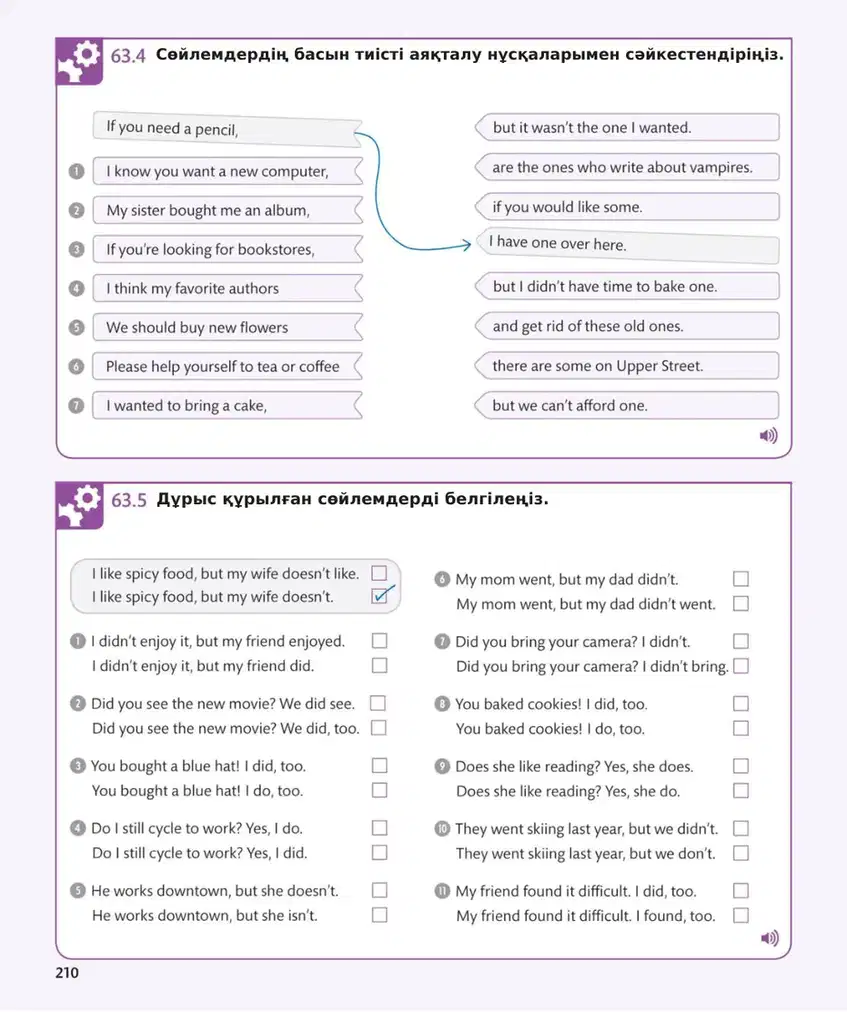 63.4 Сөйлемдердің басын тиісті аяқталу нұсқаларымен сәйкестендіріңіз.
If you need a pencil,
1 I know you want a new computer,
2 My sister bought me an album,
3 If you're looking for bookstores,
4 I think my favorite authors
5 We should buy new flowers
6 Please help yourself to tea or coffee
7 I wanted to bring a cake,
but it wasn't the one I wanted.
are the ones who write about vampires.
if you would like some.
I have one over here.
but I didn't have time to bake one.
and get rid of these old ones.
there are some on Upper Street.
but we can't afford one.
63.5 Дұрыс құрылған сөйлемдерді белгілеңіз.
I like spicy food, but my wife doesn't like.
I like spicy food, but my wife doesn't.
1 I didn't enjoy it, but my friend enjoyed.
I didn't enjoy it, but my friend did.
2 Did you see the new movie? We did see.
Did you see the new movie? We did, too.
3 You bought a blue hat! I did, too.
You bought a blue hat! I do, too.
4 Do I still cycle to work? Yes, I do.
Do I still cycle to work? Yes, I did.
5 He works downtown, but she doesn't.
He works downtown, but she isn't.
6 My mom went, but my dad didn't.
My mom went, but my dad didn't went.
7 Did you bring your camera? I didn't.
Did you bring your camera? I didn't bring.
8 You baked cookies! I did, too.
You baked cookies! I do, too.
9 Does she like reading? Yes, she does.
Does she like reading? Yes, she do.
10 They went skiing last year, but we didn't.
They went skiing last year, but we don't.
11 My friend found it difficult. I did, too.
My friend found it difficult. I found, too.
210